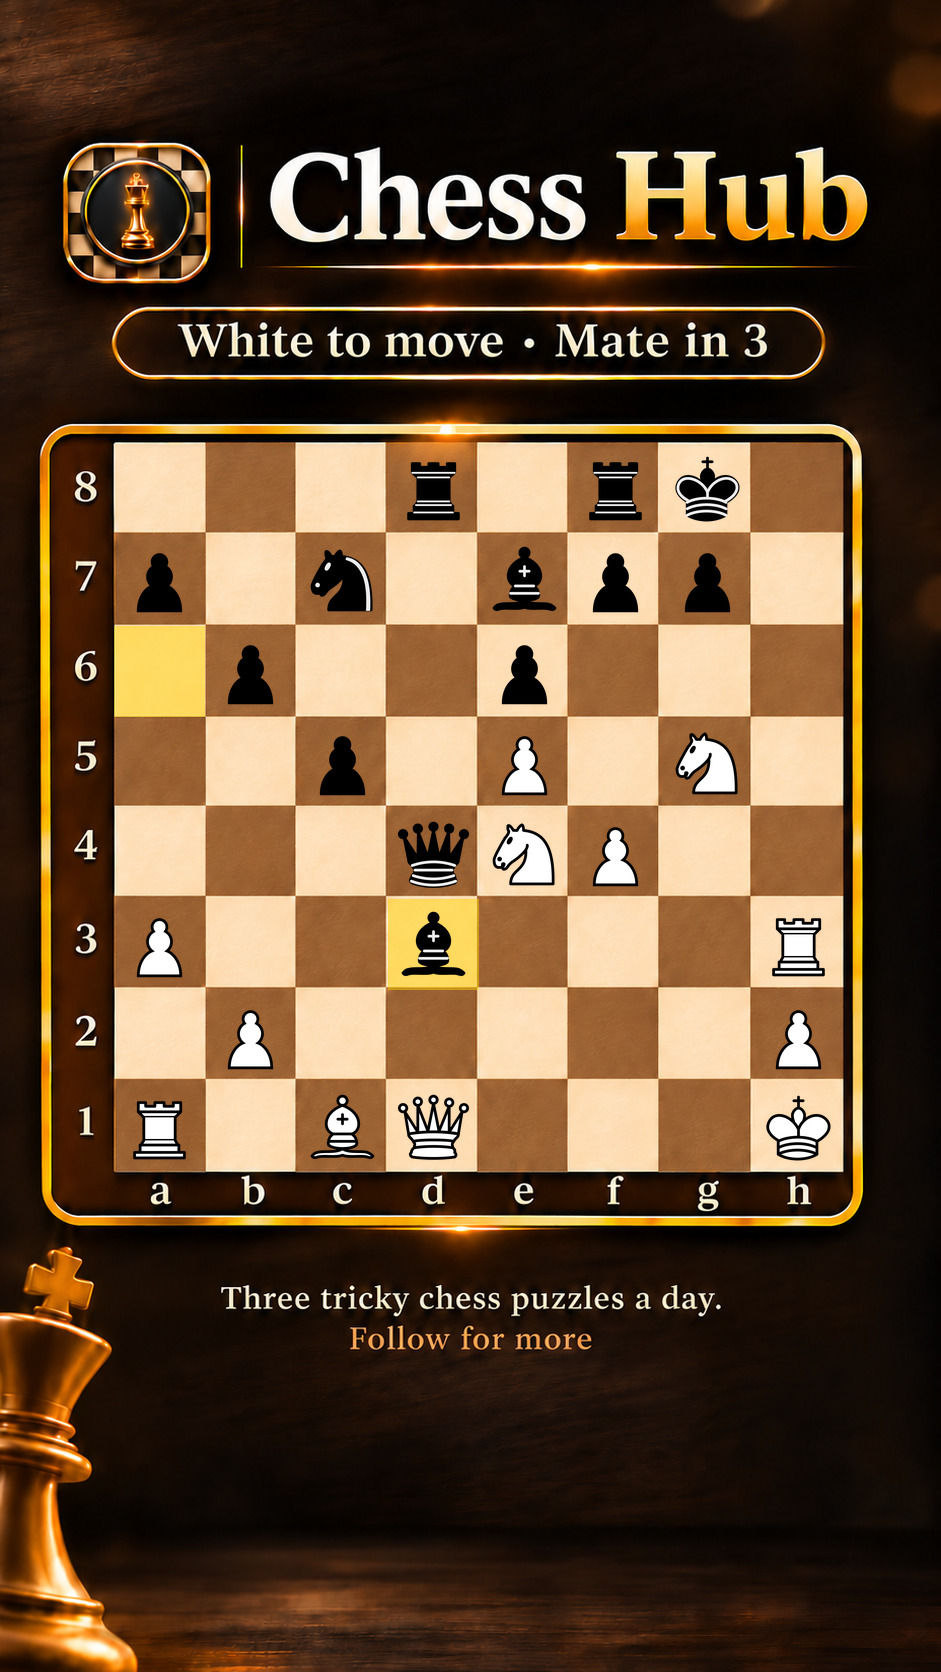 Chess Hub
White to move • Mate in 3
8
7
6
5
4
3
2
1
a b c d e f g h
Three tricky chess puzzles a day.
Follow for more